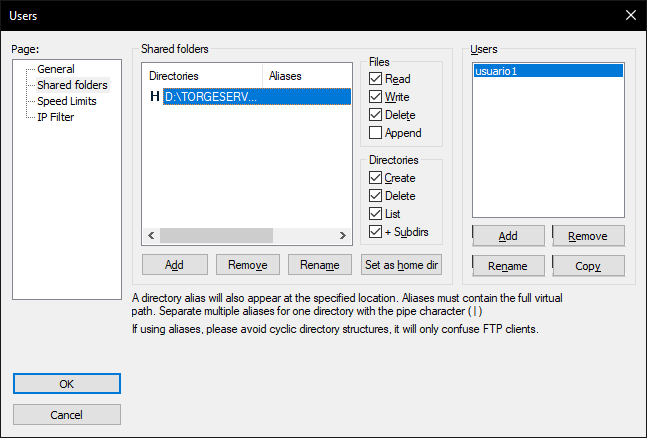 Users
Page:
General
Shared folders
Speed Limits
IP Filter
OK
Cancel
Shared folders
Directories Aliases
H D:\TORGESERV...
Add Remove Rename Set as home dir
Files
Read
Write
Delete
Append
Directories
Create
Delete
List
+ Subdirs
A directory alias will also appear at the specified location. Aliases must contain the full virtual
path. Separate multiple aliases for one directory with the pipe character ( | )
If using aliases, please avoid cyclic directory structures, it will only confuse FTP clients.
Users
usuario1
Add Remove
Rename Copy